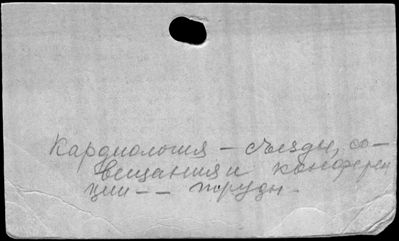 Кардиология – съезды, со-
вещания и конферен
ции -- труды.